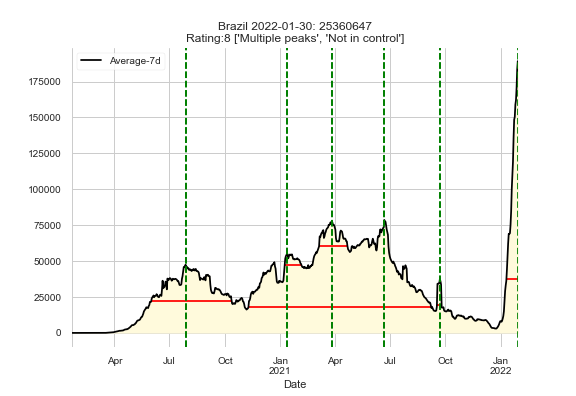 Brazil 2022-01-30: 25360647
Rating:8 ['Multiple peaks', 'Not in control']
Average-7d
175000
150000
125000
100000
75000
50000
25000
0
Apr Jul Oct Jan Apr Jul Oct Jan
2021 2022
Date